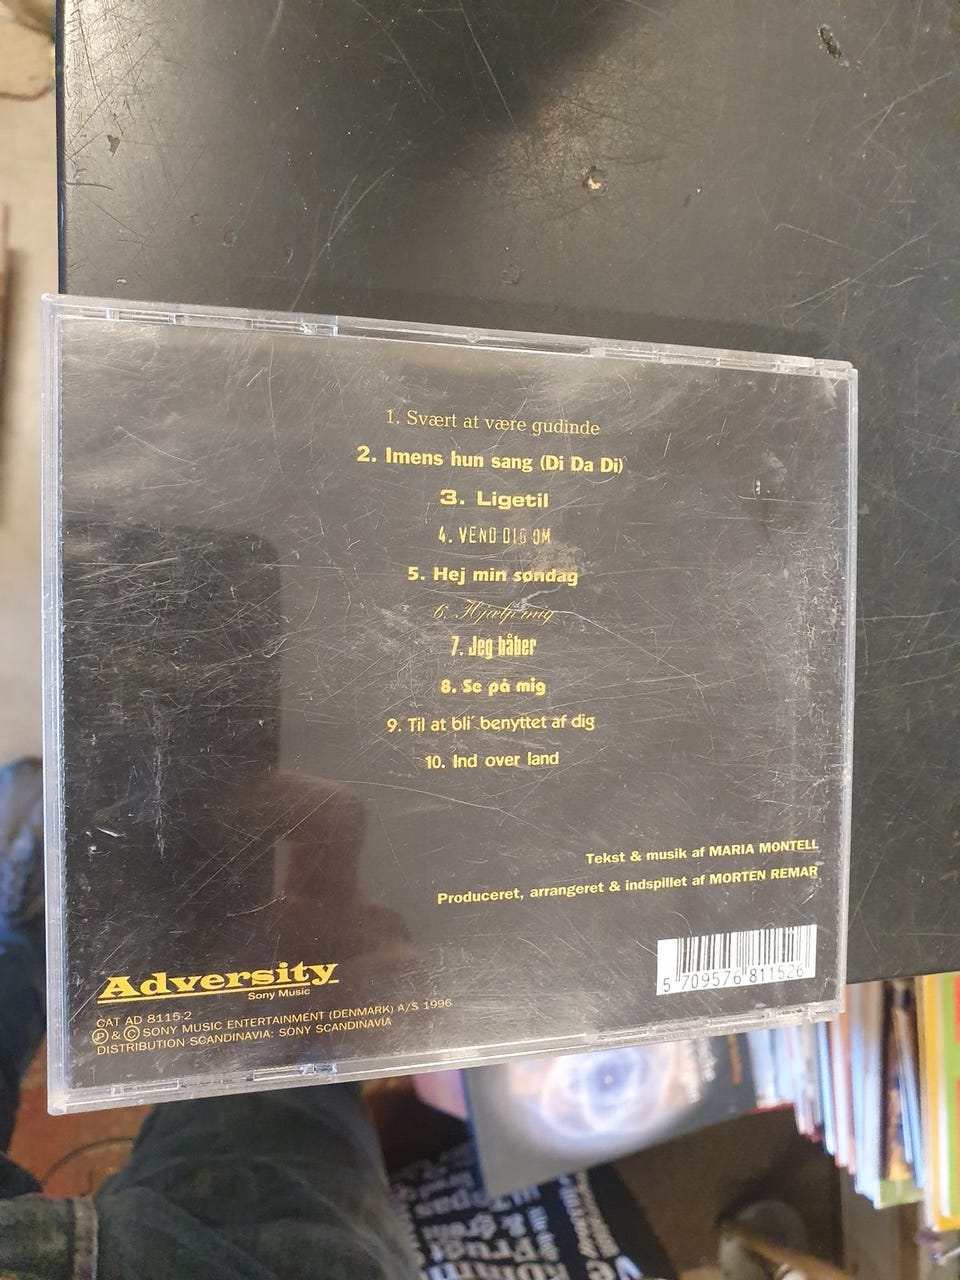 1. Svært at være gudinde
2. Imens hun sang (Di Da Di)
3. Ligetil
4. VEND DIG OM
5. Hej min søndag
6. Hjælp mig
7. Jeg håber
8. Se på mig
9. Til at bli´ benyttet af dig
10. Ind over land
Tekst & musik af MARIA MONTELL
Produceret, arrangeret & indspillet af MORTEN REMAR
5 709576 811526
Adversity
Sony Music
CAT AD 8115-2
Ⓟ & Ⓒ SONY MUSIC ENTERTAINMENT (DENMARK) A/S 1996
DISTRIBUTION SCANDINAVIA: SONY SCANDINAVIA